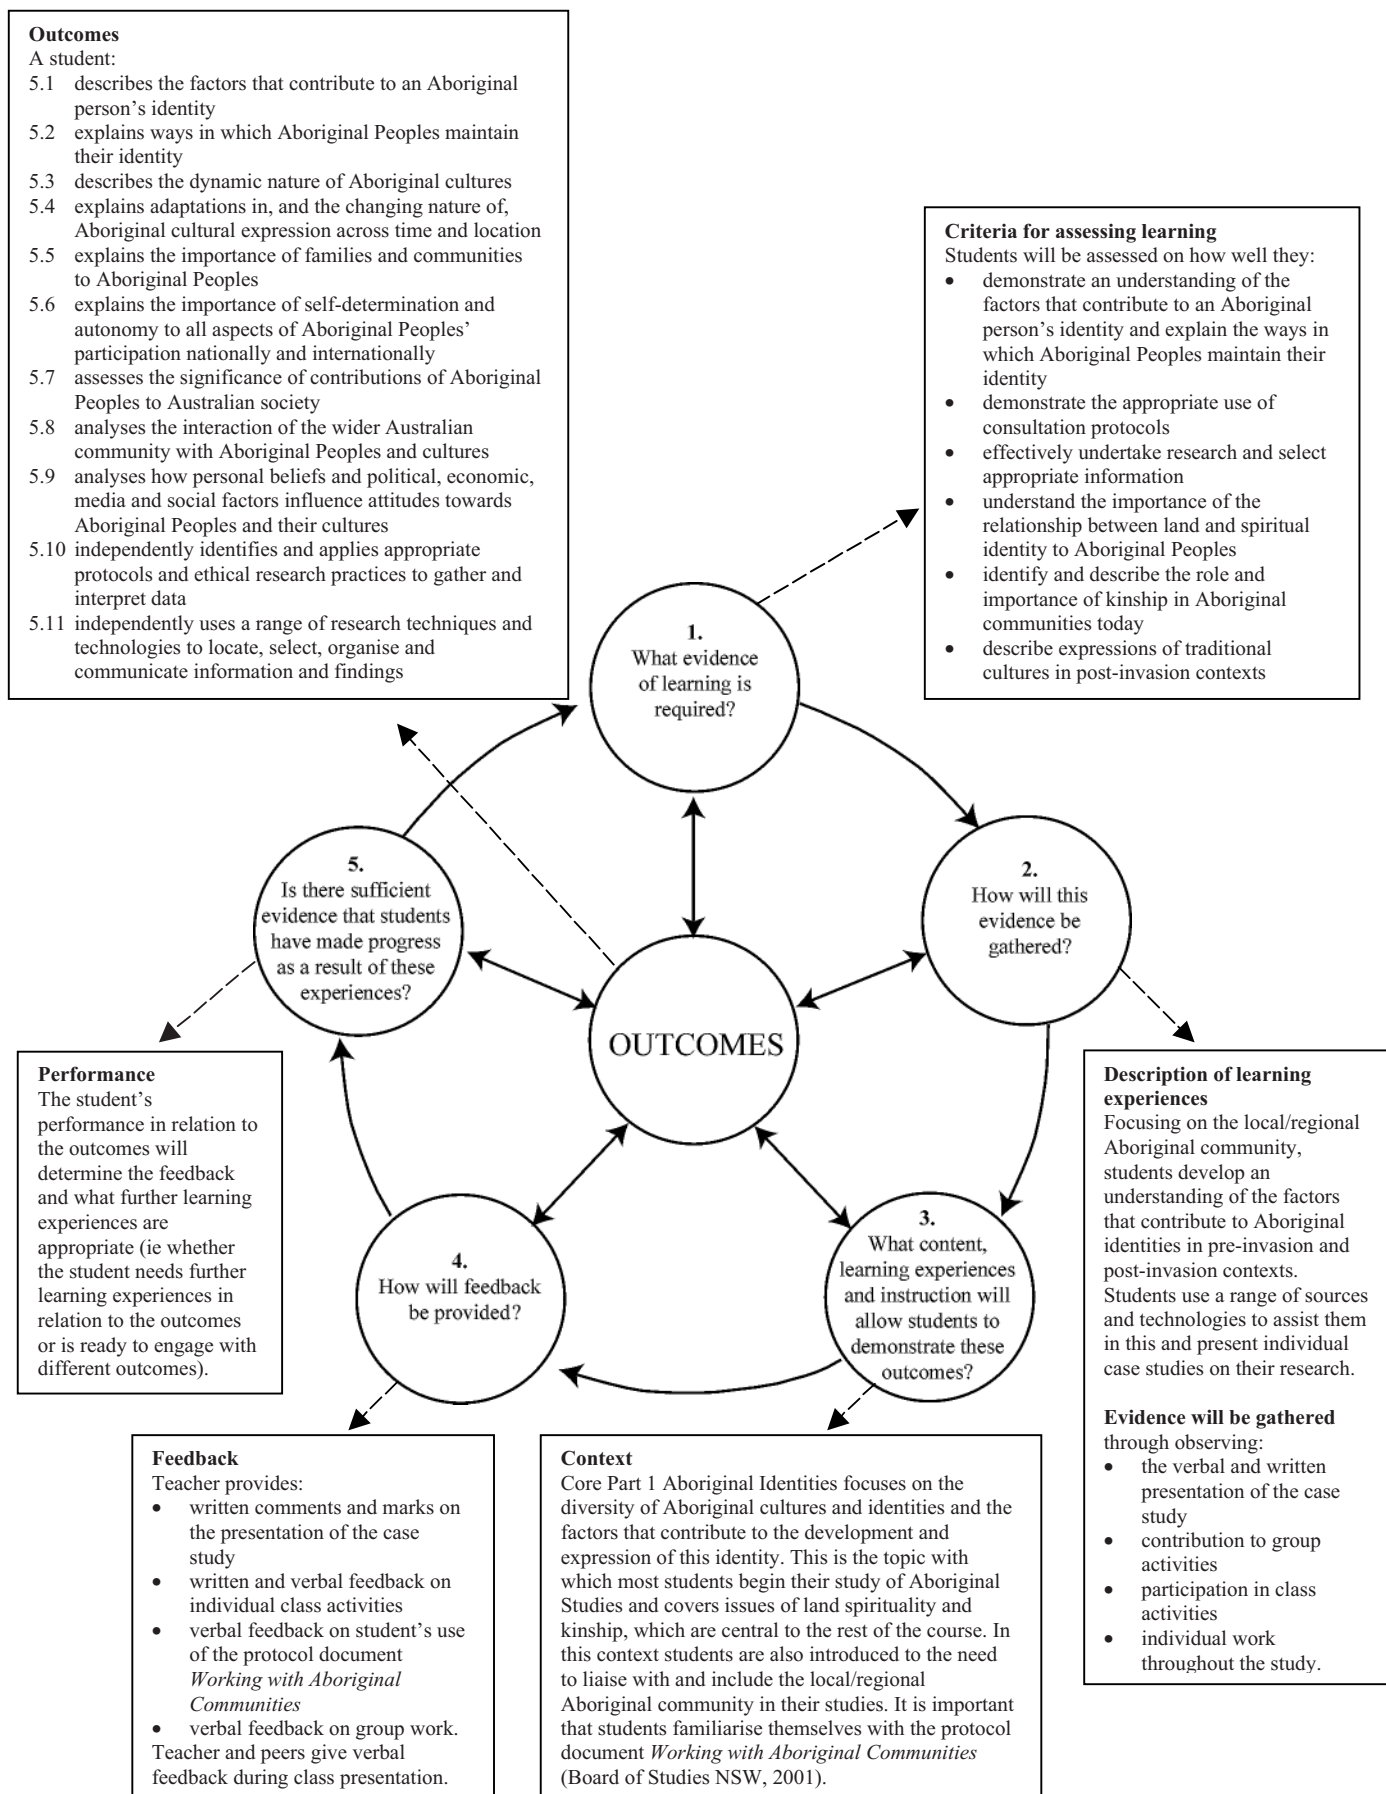 Outcomes
A student:
5.1 describes the factors that contribute to an Aboriginal
person’s identity
5.2 explains ways in which Aboriginal Peoples maintain
their identity
5.3 describes the dynamic nature of Aboriginal cultures
5.4 explains adaptations in, and the changing nature of,
Aboriginal cultural expression across time and location
5.5 explains the importance of families and communities
to Aboriginal Peoples
5.6 explains the importance of self-determination and
autonomy to all aspects of Aboriginal Peoples’
participation nationally and internationally
5.7 assesses the significance of contributions of Aboriginal
Peoples to Australian society
5.8 analyses the interaction of the wider Australian
community with Aboriginal Peoples and cultures
5.9 analyses how personal beliefs and political, economic,
media and social factors influence attitudes towards
Aboriginal Peoples and their cultures
5.10 independently identifies and applies appropriate
protocols and ethical research practices to gather and
interpret data
5.11 independently uses a range of research techniques and
technologies to locate, select, organise and
communicate information and findings
Criteria for assessing learning
Students will be assessed on how well they:
• demonstrate an understanding of the
factors that contribute to an Aboriginal
person’s identity and explain the ways in
which Aboriginal Peoples maintain their
identity
• demonstrate the appropriate use of
consultation protocols
• effectively undertake research and select
appropriate information
• understand the importance of the
relationship between land and spiritual
identity to Aboriginal Peoples
• identify and describe the role and
importance of kinship in Aboriginal
communities today
• describe expressions of traditional
cultures in post-invasion contexts
1.
What evidence
of learning is
required?
2.
How will this
evidence be
gathered?
3.
What content,
learning experiences
and instruction will
allow students to
demonstrate these
outcomes?
4.
How will feedback
be provided?
5.
Is there sufficient
evidence that students
have made progress
as a result of these
experiences?
OUTCOMES
Performance
The student’s
performance in relation to
the outcomes will
determine the feedback
and what further learning
experiences are
appropriate (ie whether
the student needs further
learning experiences in
relation to the outcomes
or is ready to engage with
different outcomes).
Description of learning
experiences
Focusing on the local/regional
Aboriginal community,
students develop an
understanding of the factors
that contribute to Aboriginal
identities in pre-invasion and
post-invasion contexts.
Students use a range of sources
and technologies to assist them
in this and present individual
case studies on their research.
Evidence will be gathered
through observing:
• the verbal and written
presentation of the case
study
• contribution to group
activities
• participation in class
activities
• individual work
throughout the study.
Feedback
Teacher provides:
• written comments and marks on
the presentation of the case
study
• written and verbal feedback on
individual class activities
• verbal feedback on student’s use
of the protocol document
Working with Aboriginal
Communities
• verbal feedback on group work.
Teacher and peers give verbal
feedback during class presentation.
Context
Core Part 1 Aboriginal Identities focuses on the
diversity of Aboriginal cultures and identities and the
factors that contribute to the development and
expression of this identity. This is the topic with
which most students begin their study of Aboriginal
Studies and covers issues of land spirituality and
kinship, which are central to the rest of the course. In
this context students are also introduced to the need
to liaise with and include the local/regional
Aboriginal community in their studies. It is important
that students familiarise themselves with the protocol
document Working with Aboriginal Communities
(Board of Studies NSW, 2001).